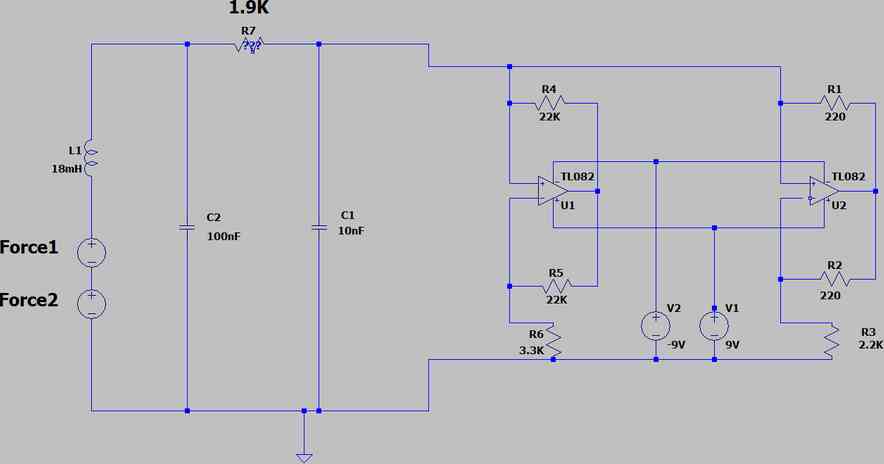 1.9K
R7
??
L1
18mH
C2
100nF
C1
10nF
Force1
Force2
R4
22K
TL082
U1
R5
22K
R6
3.3K
V2
-9V
V1
9V
R1
220
TL082
U2
R2
220
R3
2.2K